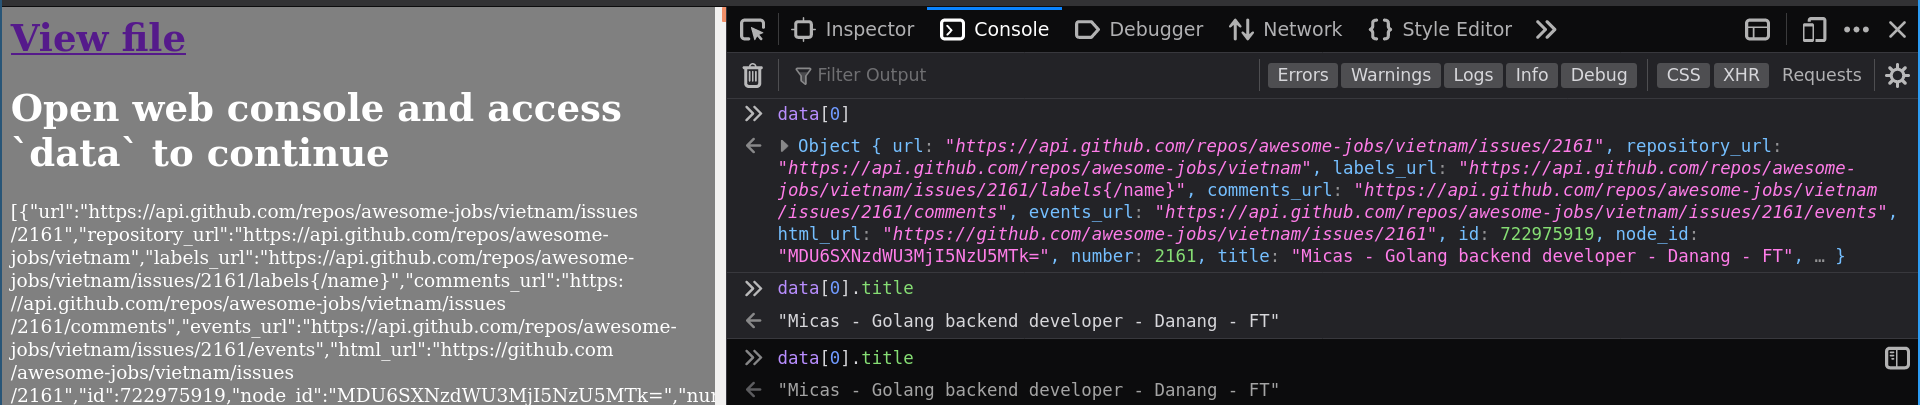 View file
Open web console and access
`data` to continue
[{"url":"https://api.github.com/repos/awesome-jobs/vietnam/issues
/2161","repository_url":"https://api.github.com/repos/awesome-
jobs/vietnam","labels_url":"https://api.github.com/repos/awesome-
jobs/vietnam/issues/2161/labels{/name}","comments_url":"https:
//api.github.com/repos/awesome-jobs/vietnam/issues
/2161/comments","events_url":"https://api.github.com/repos/awesome-
jobs/vietnam/issues/2161/events","html_url":"https://github.com
/awesome-jobs/vietnam/issues
/2161","id":722975919,"node_id":"MDU6SXNzdWU3MjI5NzU5MTk=","nu
Inspector Console Debugger Network Style Editor
Filter Output Errors Warnings Logs Info Debug CSS XHR Requests
data[0]
Object { url: "https://api.github.com/repos/awesome-jobs/vietnam/issues/2161", repository_url:
"https://api.github.com/repos/awesome-jobs/vietnam", labels_url: "https://api.github.com/repos/awesome-
jobs/vietnam/issues/2161/labels{/name}", comments_url: "https://api.github.com/repos/awesome-jobs/vietnam
/issues/2161/comments", events_url: "https://api.github.com/repos/awesome-jobs/vietnam/issues/2161/events",
html_url: "https://github.com/awesome-jobs/vietnam/issues/2161", id: 722975919, node_id:
"MDU6SXNzdWU3MjI5NzU5MTk=", number: 2161, title: "Micas - Golang backend developer - Danang - FT", … }
data[0].title
"Micas - Golang backend developer - Danang - FT"
data[0].title
"Micas - Golang backend developer - Danang - FT"